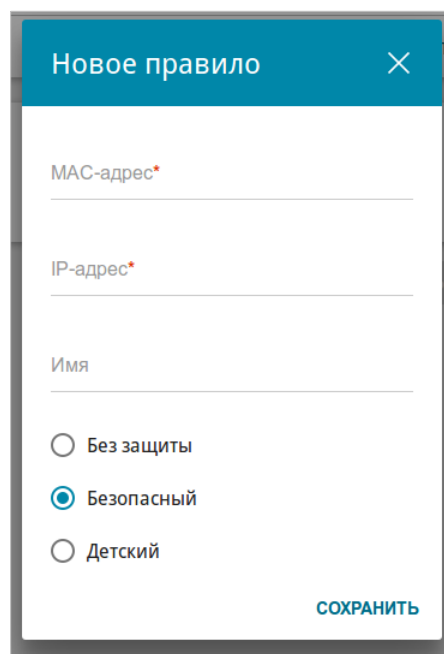 Новое правило
MAC-адрес*
IP-адрес*
Имя
Без защиты
Безопасный
Детский
СОХРАНИТЬ